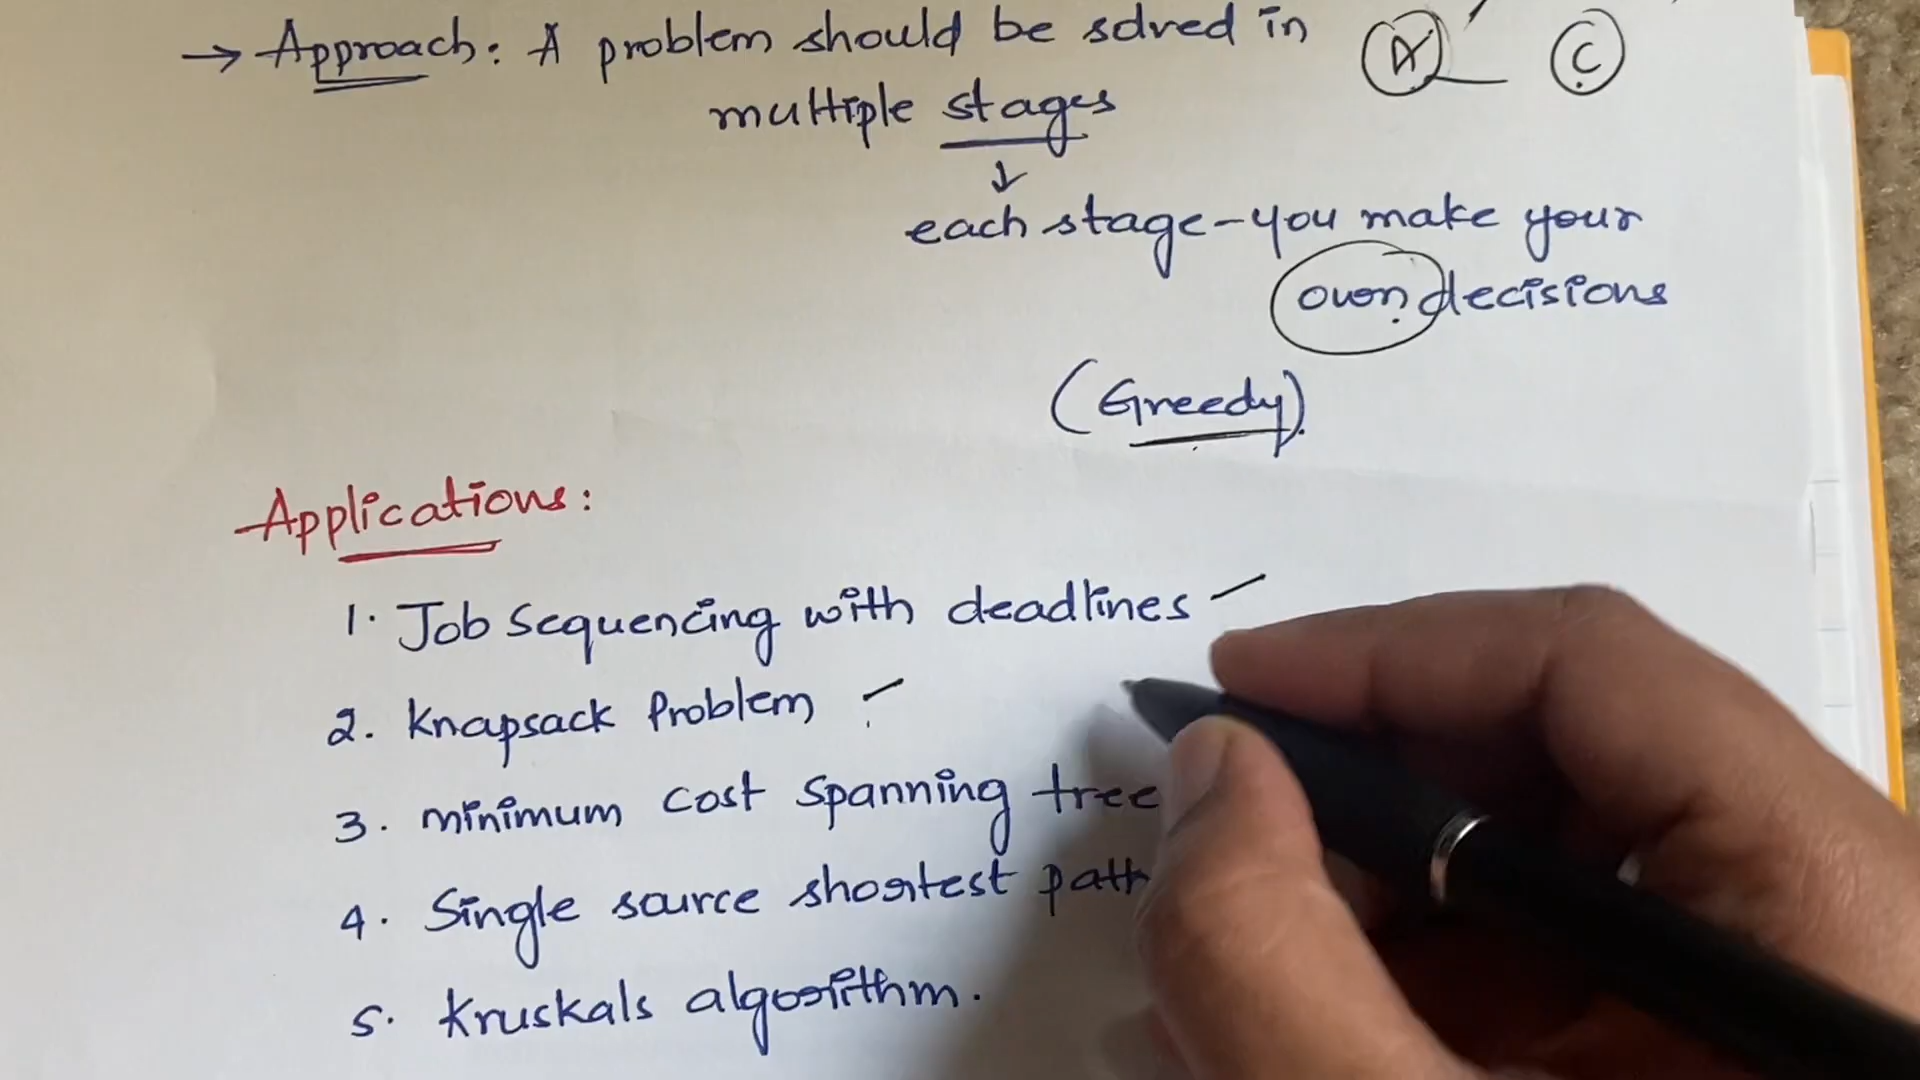 → Approach: A problem should be solved in
A C
multiple stages
↓
each stage-you make your
own decisions
(Greedy).
Applications:
1. Job Sequencing with deadlines
2. Knapsack Problem
3. minimum cost spanning tree
4. Single source shortest path
5. Kruskals algorithm.